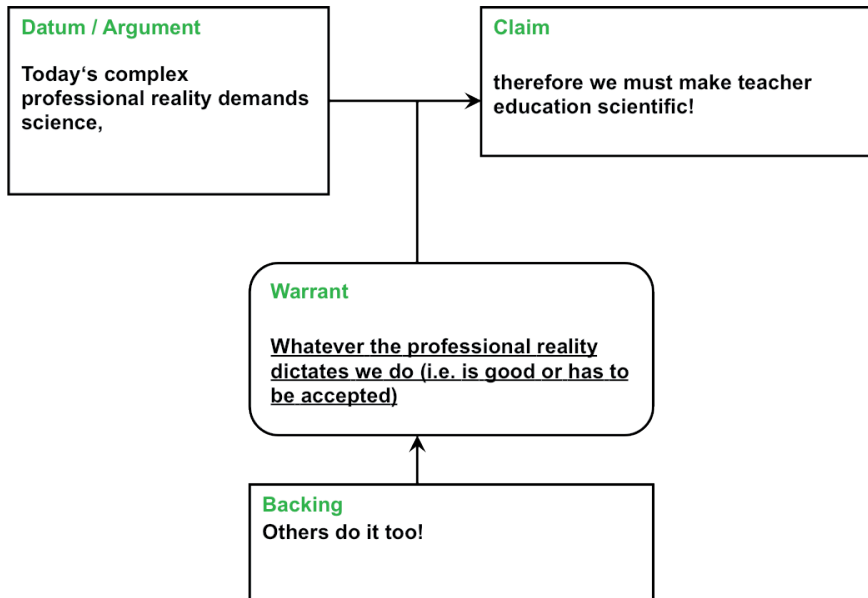 Datum / Argument
Today‘s complex
professional reality demands
science,
Claim
therefore we must make teacher
education scientific!
Warrant
Whatever the professional reality
dictates we do (i.e. is good or has to
be accepted)
Backing
Others do it too!